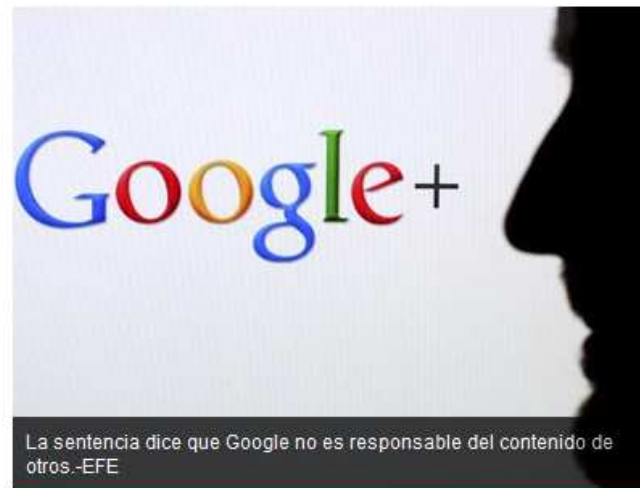 Google+
La sentencia dice que Google no es responsable del contenido de
otros.-EFE